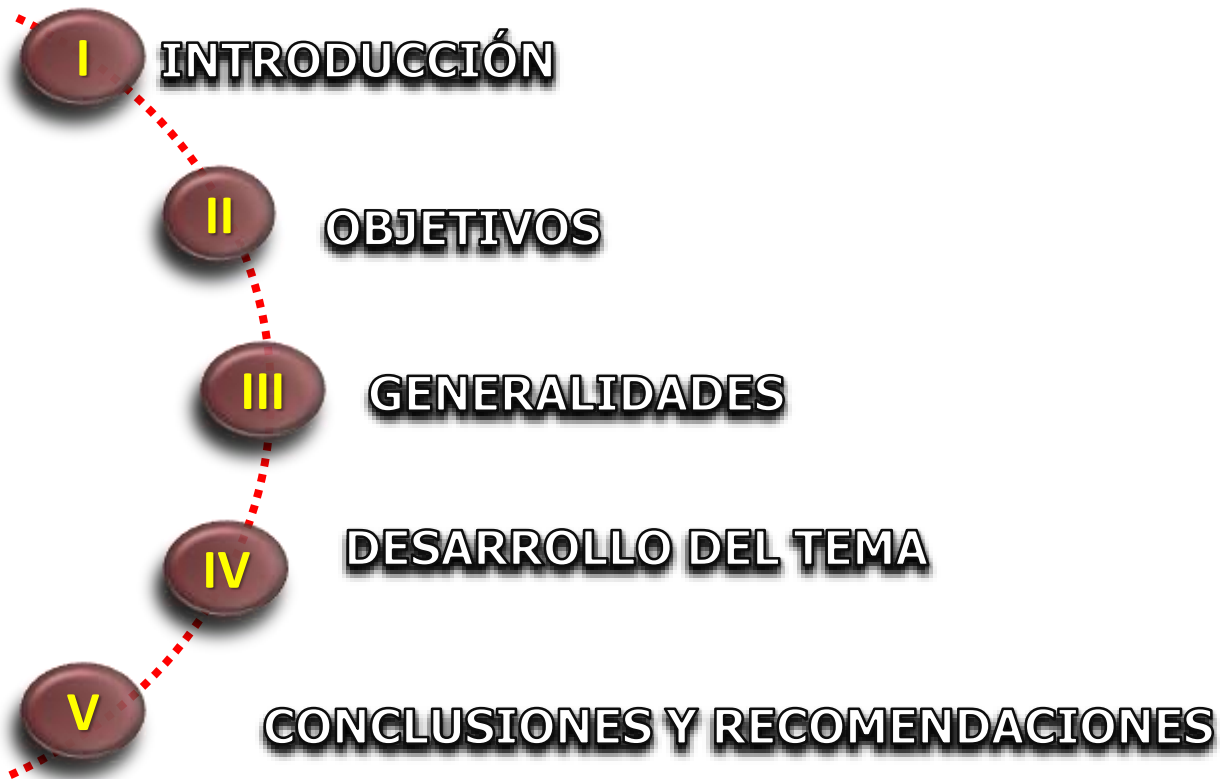 I INTRODUCCIÓN
II OBJETIVOS
III GENERALIDADES
IV DESARROLLO DEL TEMA
V CONCLUSIONES Y RECOMENDACIONES